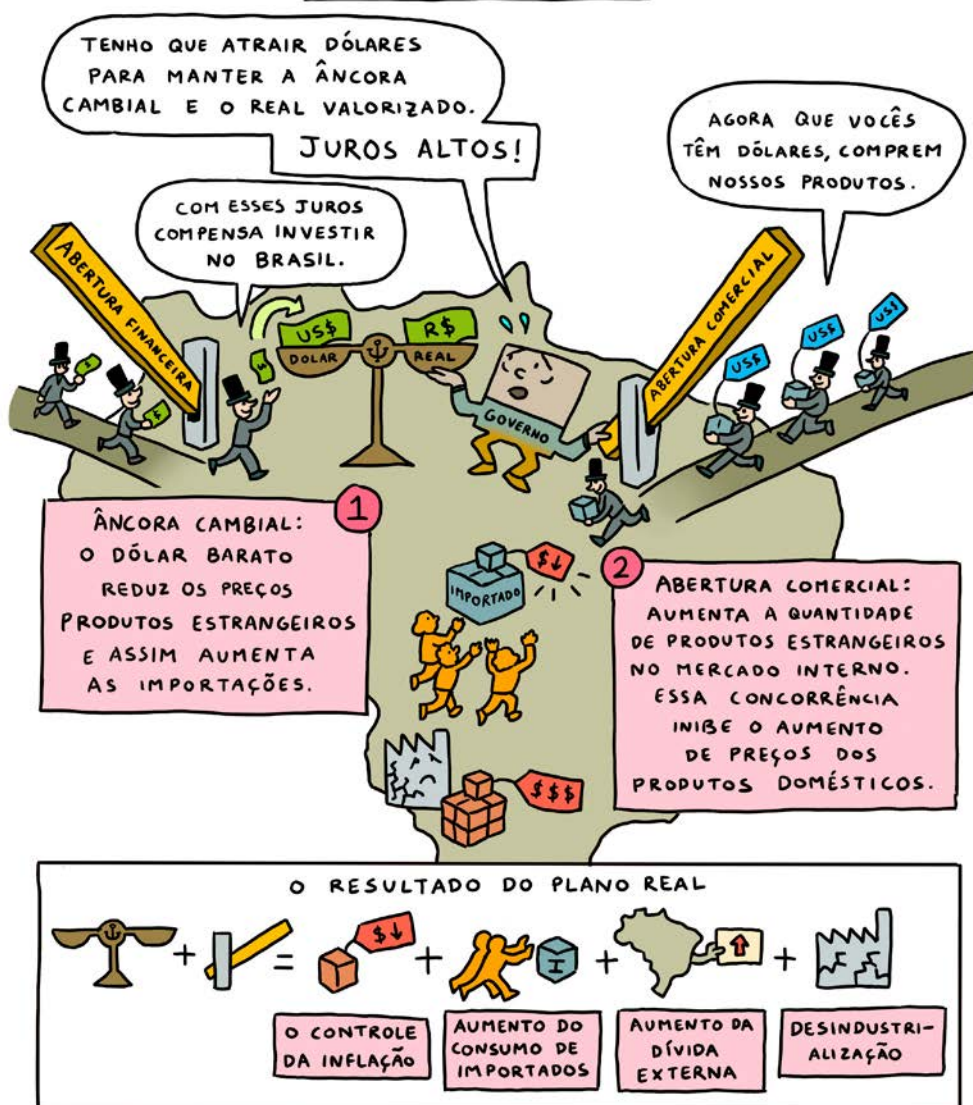 TENHO QUE ATRAIR DÓLARES
PARA MANTER A ÂNCORA
CAMBIAL E O REAL VALORIZADO.
JUROS ALTOS!
AGORA QUE VOCÊS
TÊM DÓLARES, COMPREM
NOSSOS PRODUTOS.
COM ESSES JUROS
COMPENSA INVESTIR
NO BRASIL.
ABERTURA FINANCEIRA
US$
R$
DOLAR
REAL
GOVERNO
ABERTURA COMERCIAL
US$
US$
US$
$
$
$
1
ÂNCORA CAMBIAL:
O DÓLAR BARATO
REDUZ OS PREÇOS
PRODUTOS ESTRANGEIROS
E ASSIM AUMENTA
AS IMPORTAÇÕES.
$↓
IMPORTADO
2
ABERTURA COMERCIAL:
AUMENTA A QUANTIDADE
DE PRODUTOS ESTRANGEIROS
NO MERCADO INTERNO.
ESSA CONCORRÊNCIA
INIBE O AUMENTO
DE PREÇOS DOS
PRODUTOS DOMÉSTICOS.
$$$
O RESULTADO DO PLANO REAL
+
=
$↓
+
I
+
+
O CONTROLE
DA INFLAÇÃO
AUMENTO DO
CONSUMO DE
IMPORTADOS
AUMENTO DA
DÍVIDA
EXTERNA
DESINDUSTRI-
ALIZAÇÃO